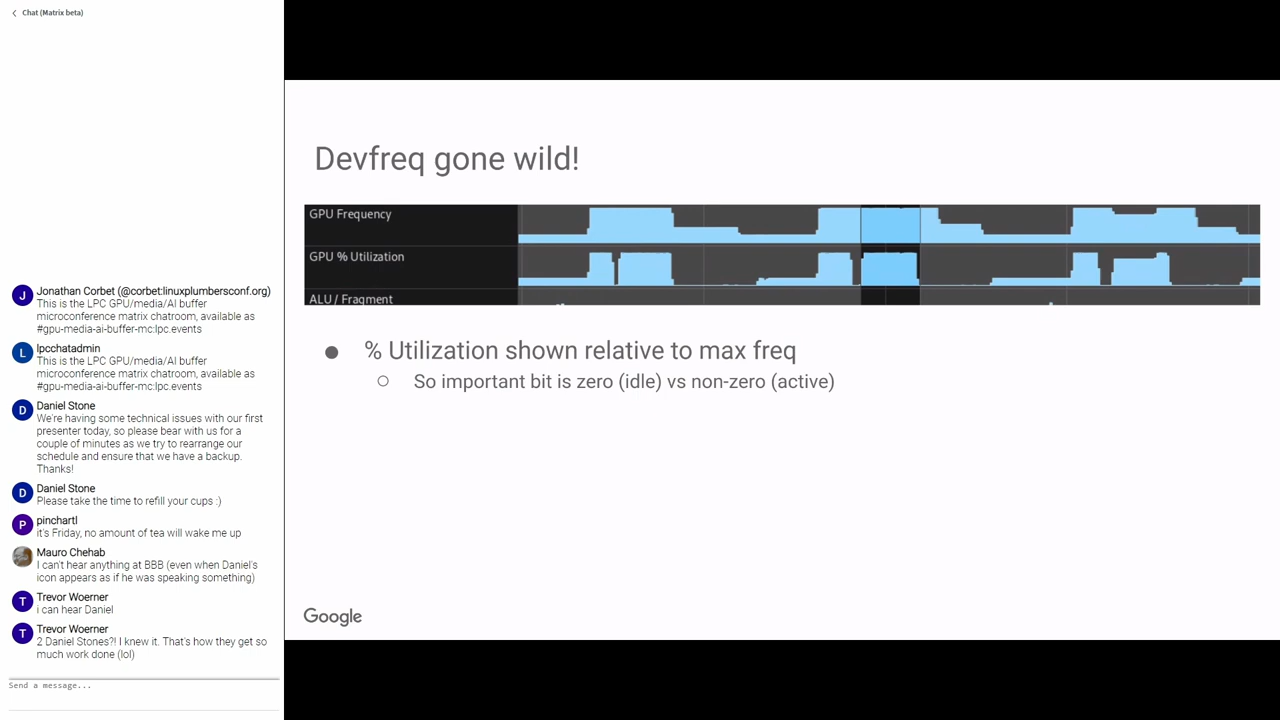 Chat (Matrix beta)
Jonathan Corbet (@corbet:linuxplumbersconf.org)
This is the LPC GPU/media/AI buffer
microconference matrix chatroom, available as
#gpu-media-ai-buffer-mc:lpc.events
lpcchatadmin
This is the LPC GPU/media/AI buffer
microconference matrix chatroom, available as
#gpu-media-ai-buffer-mc:lpc.events
Daniel Stone
We're having some technical issues with our first
presenter today, so please bear with us for a
couple of minutes as we try to rearrange our
schedule and ensure that we have a backup.
Thanks!
Daniel Stone
Please take the time to refill your cups :)
pinchartl
it's Friday, no amount of tea will wake me up
Mauro Chehab
I can't hear anything at BBB (even when Daniel's
icon appears as if he was speaking something)
Trevor Woerner
i can hear Daniel
Trevor Woerner
2 Daniel Stones?! I knew it. That's how they get so
much work done (lol)
Send a message...
J
L
D
D
P
T
T
Devfreq gone wild!
GPU Frequency
GPU % Utilization
ALU / Fragment
% Utilization shown relative to max freq
So important bit is zero (idle) vs non-zero (active)
Google